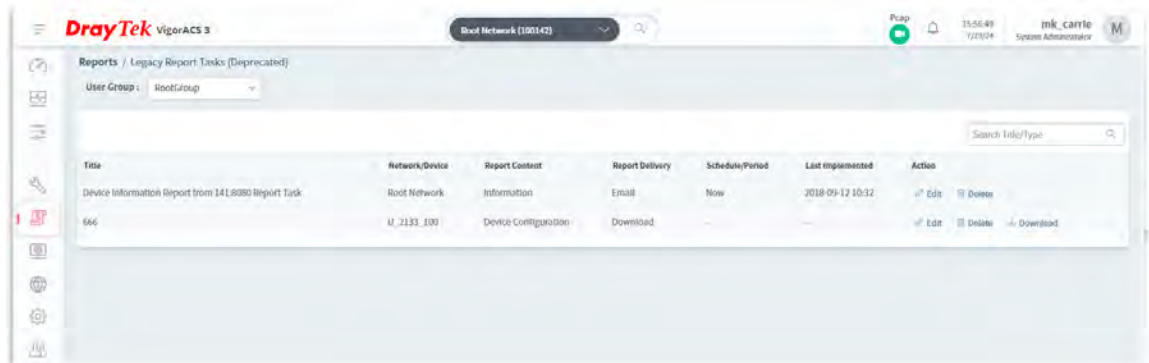 DrayTek VigorACS 3
Root Network (100142)
Pcap
15:56:49
7/23/24
mk_carrie
System Administrator
M
Reports / Legacy Report Tasks (Deprecated)
User Group : RootGroup
Search Title/Type
Title Network/Device Report Content Report Delivery Schedule/Period Last Implemented Action
Device Information Report from 141:8080 Report Task Root Network Information Email Now 2018-09-12 10:32 Edit Delete
666 U_2133_100 Device Configuration Download -- -- Edit Delete Download